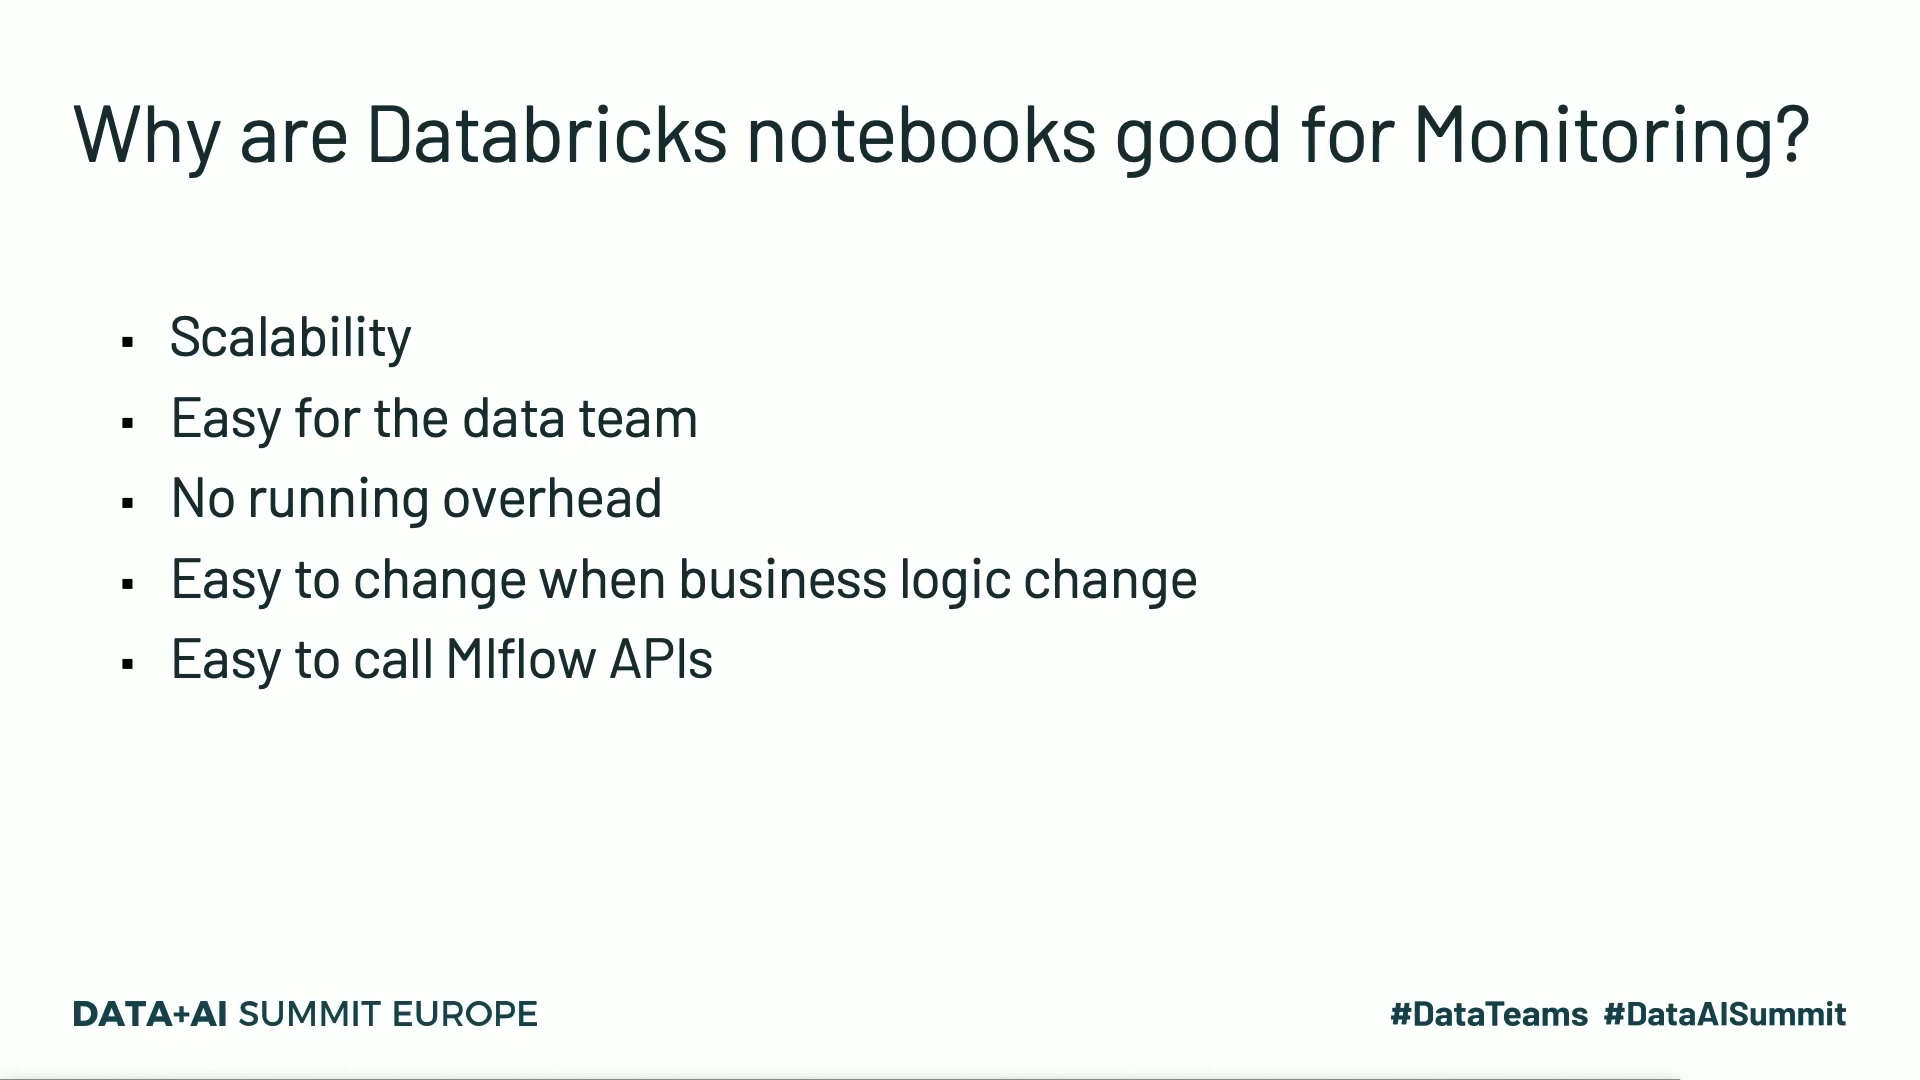 Why are Databricks notebooks good for Monitoring?
▪ Scalability
▪ Easy for the data team
▪ No running overhead
▪ Easy to change when business logic change
▪ Easy to call Mlflow APIs
DATA+AI SUMMIT EUROPE
#DataTeams #DataAISummit